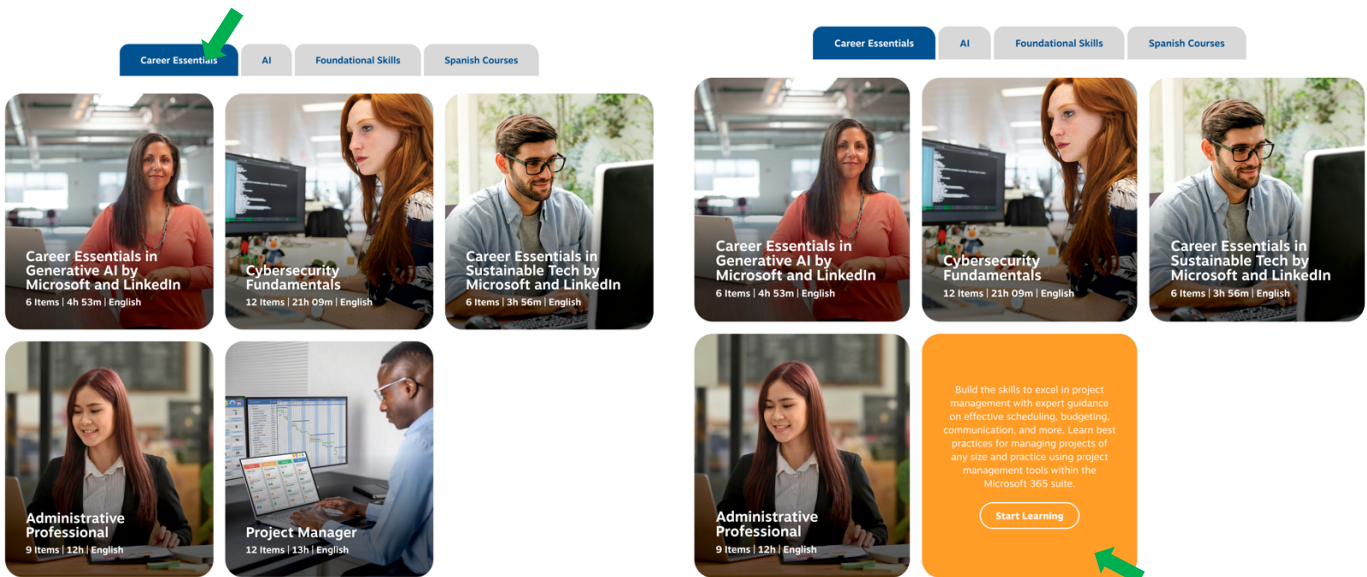 Career Essentials
AI
Foundational Skills
Spanish Courses
Career Essentials in
Generative AI by
Microsoft and LinkedIn
6 Items | 4h 53m | English
Cybersecurity
Fundamentals
12 Items | 21h 09m | English
Career Essentials in
Sustainable Tech by
Microsoft and LinkedIn
6 Items | 3h 56m | English
Administrative
Professional
9 Items | 12h | English
Project Manager
12 Items | 13h | English
Career Essentials
AI
Foundational Skills
Spanish Courses
Career Essentials in
Generative AI by
Microsoft and LinkedIn
6 Items | 4h 53m | English
Cybersecurity
Fundamentals
12 Items | 21h 09m | English
Career Essentials in
Sustainable Tech by
Microsoft and LinkedIn
6 Items | 3h 56m | English
Administrative
Professional
9 Items | 12h | English
Build the skills to excel in project
management with expert guidance
on effective scheduling, budgeting,
communication, and more. Learn best
practices for managing projects of
any size and practice using project
management tools within the
Microsoft 365 suite.
Start Learning